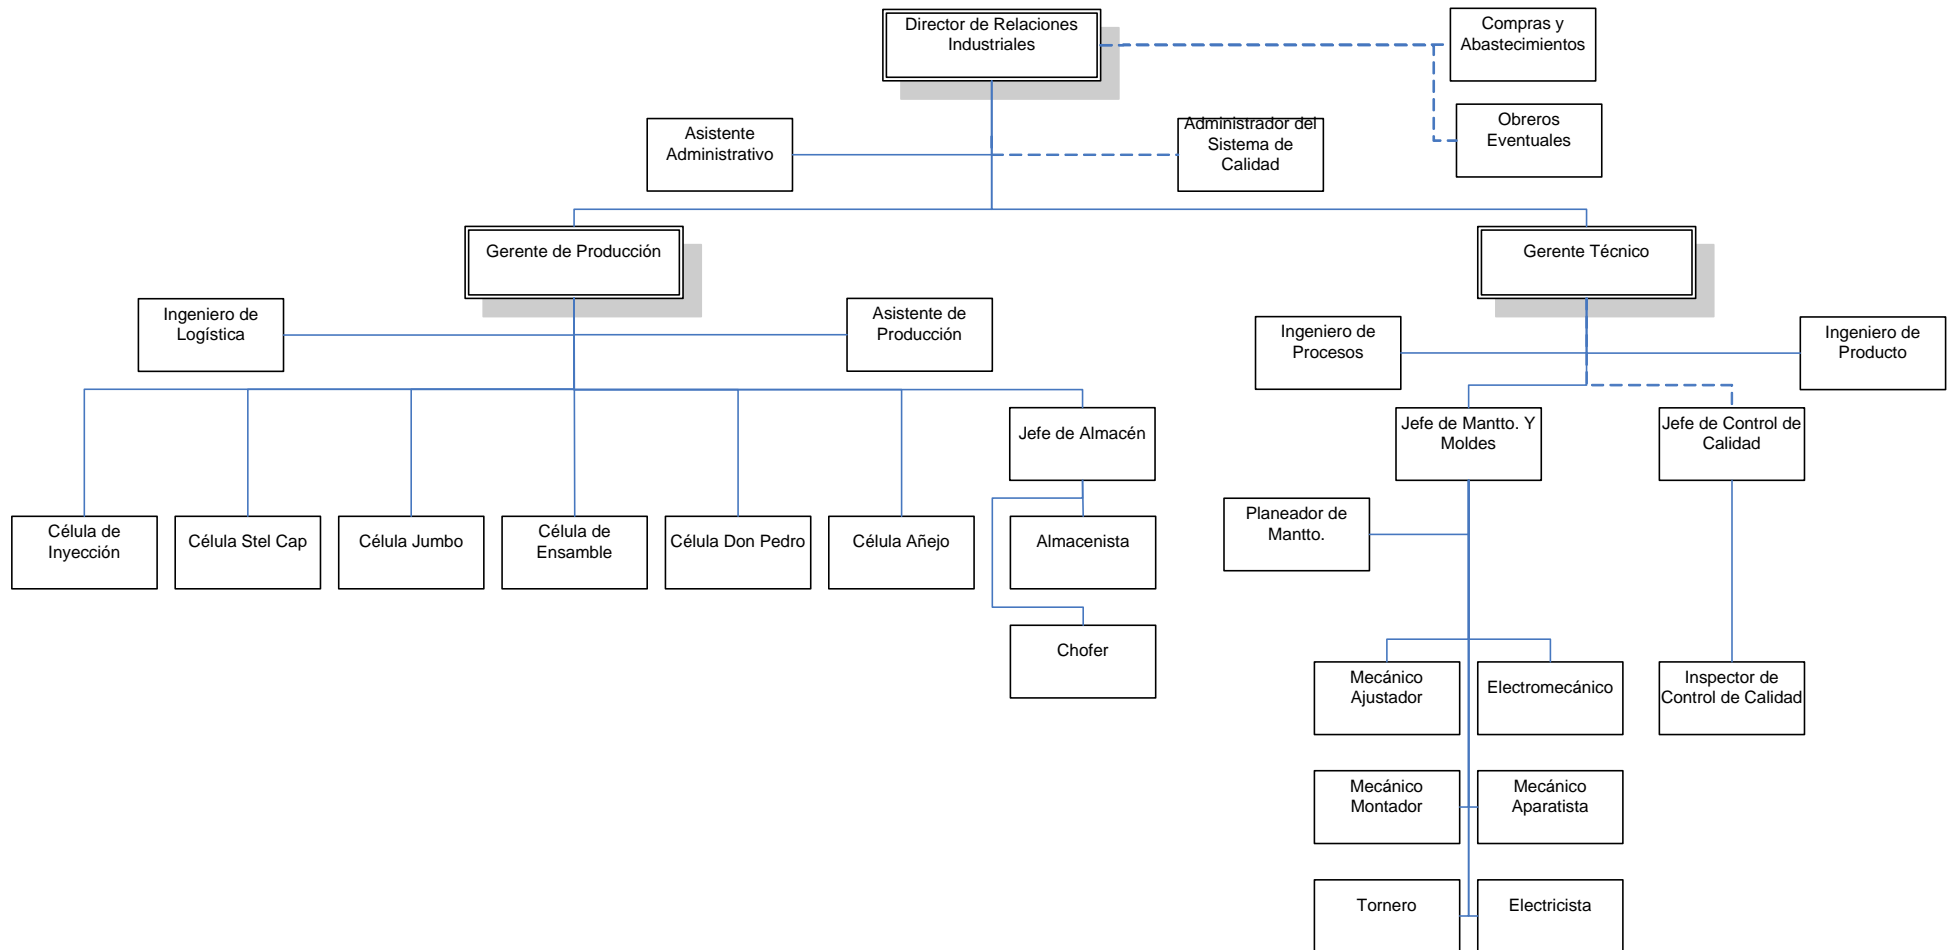 Director de Relaciones
Industriales
Compras y
Abastecimientos
Obreros
Eventuales
Asistente
Administrativo
Administrador del
Sistema de
Calidad
Gerente de Producción
Gerente Técnico
Ingeniero de
Logística
Asistente de
Producción
Ingeniero de
Procesos
Ingeniero de
Producto
Jefe de Almacén
Jefe de Mantto. Y
Moldes
Jefe de Control de
Calidad
Célula de
Inyección
Célula Stel Cap
Célula Jumbo
Célula de
Ensamble
Célula Don Pedro
Célula Añejo
Almacenista
Planeador de
Mantto.
Chofer
Mecánico
Ajustador
Electromecánico
Inspector de
Control de Calidad
Mecánico
Montador
Mecánico
Aparatista
Tornero
Electricista